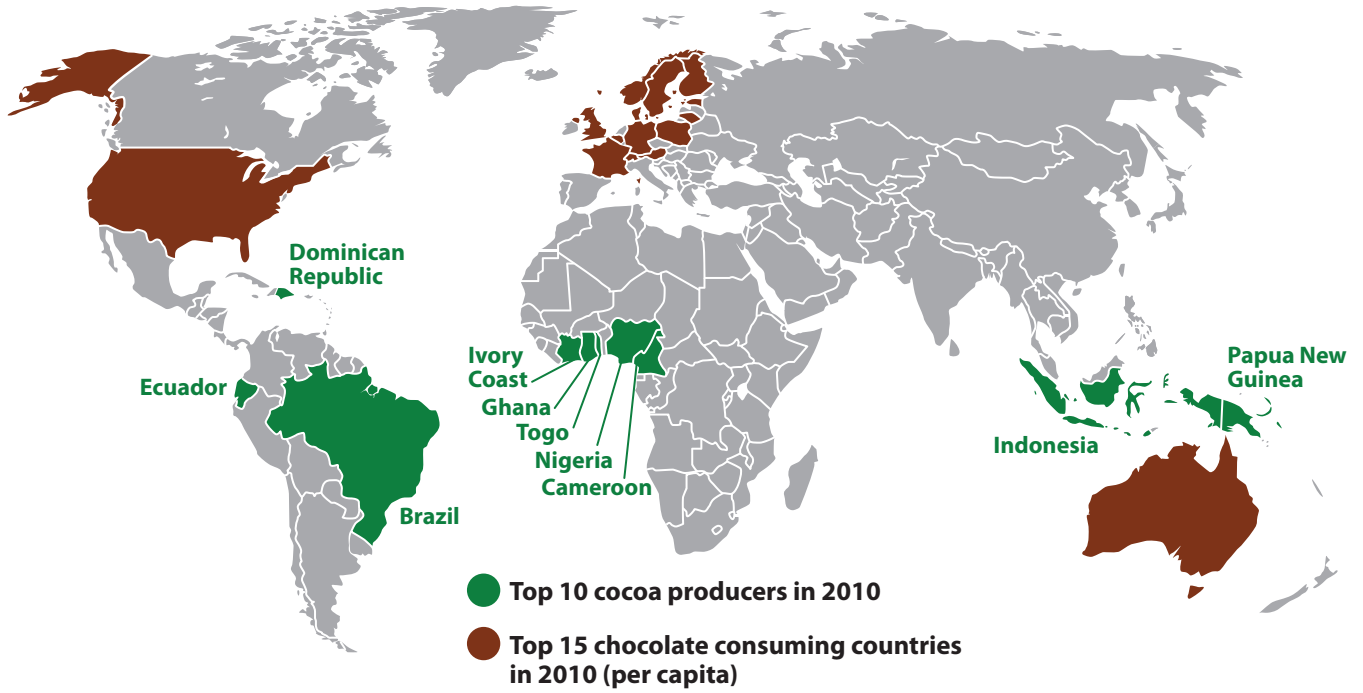 Dominican
Republic
Ivory
Coast
Papua New
Guinea
Ecuador
Ghana
Togo
Indonesia
Nigeria
Cameroon
Brazil
Top 10 cocoa producers in 2010
Top 15 chocolate consuming countries
in 2010 (per capita)